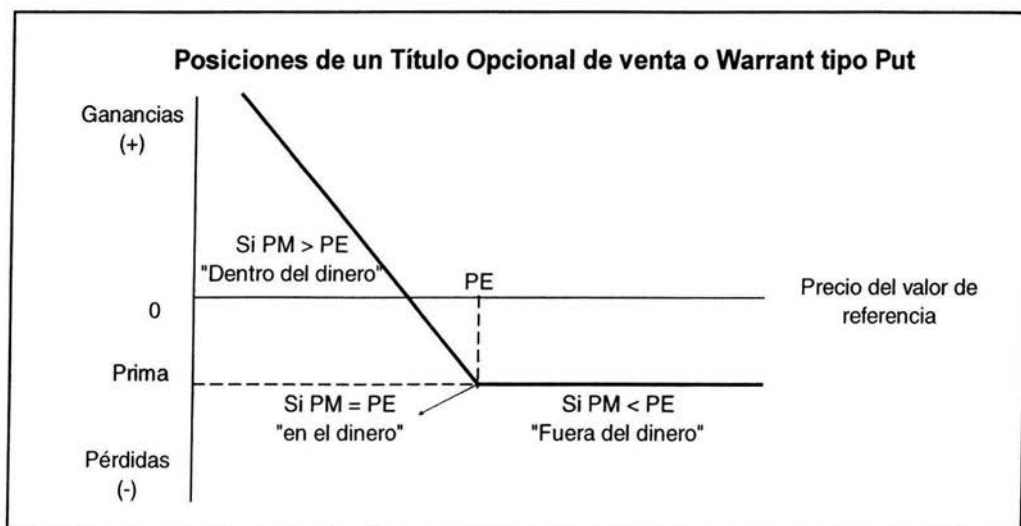 Posiciones de un Título Opcional de venta o Warrant tipo Put
Ganancias
(+)
Si PM > PE
"Dentro del dinero"
PE
Precio del valor de
referencia
0
Prima
Si PM = PE
"en el dinero"
Si PM < PE
"Fuera del dinero"
Pérdidas
(-)